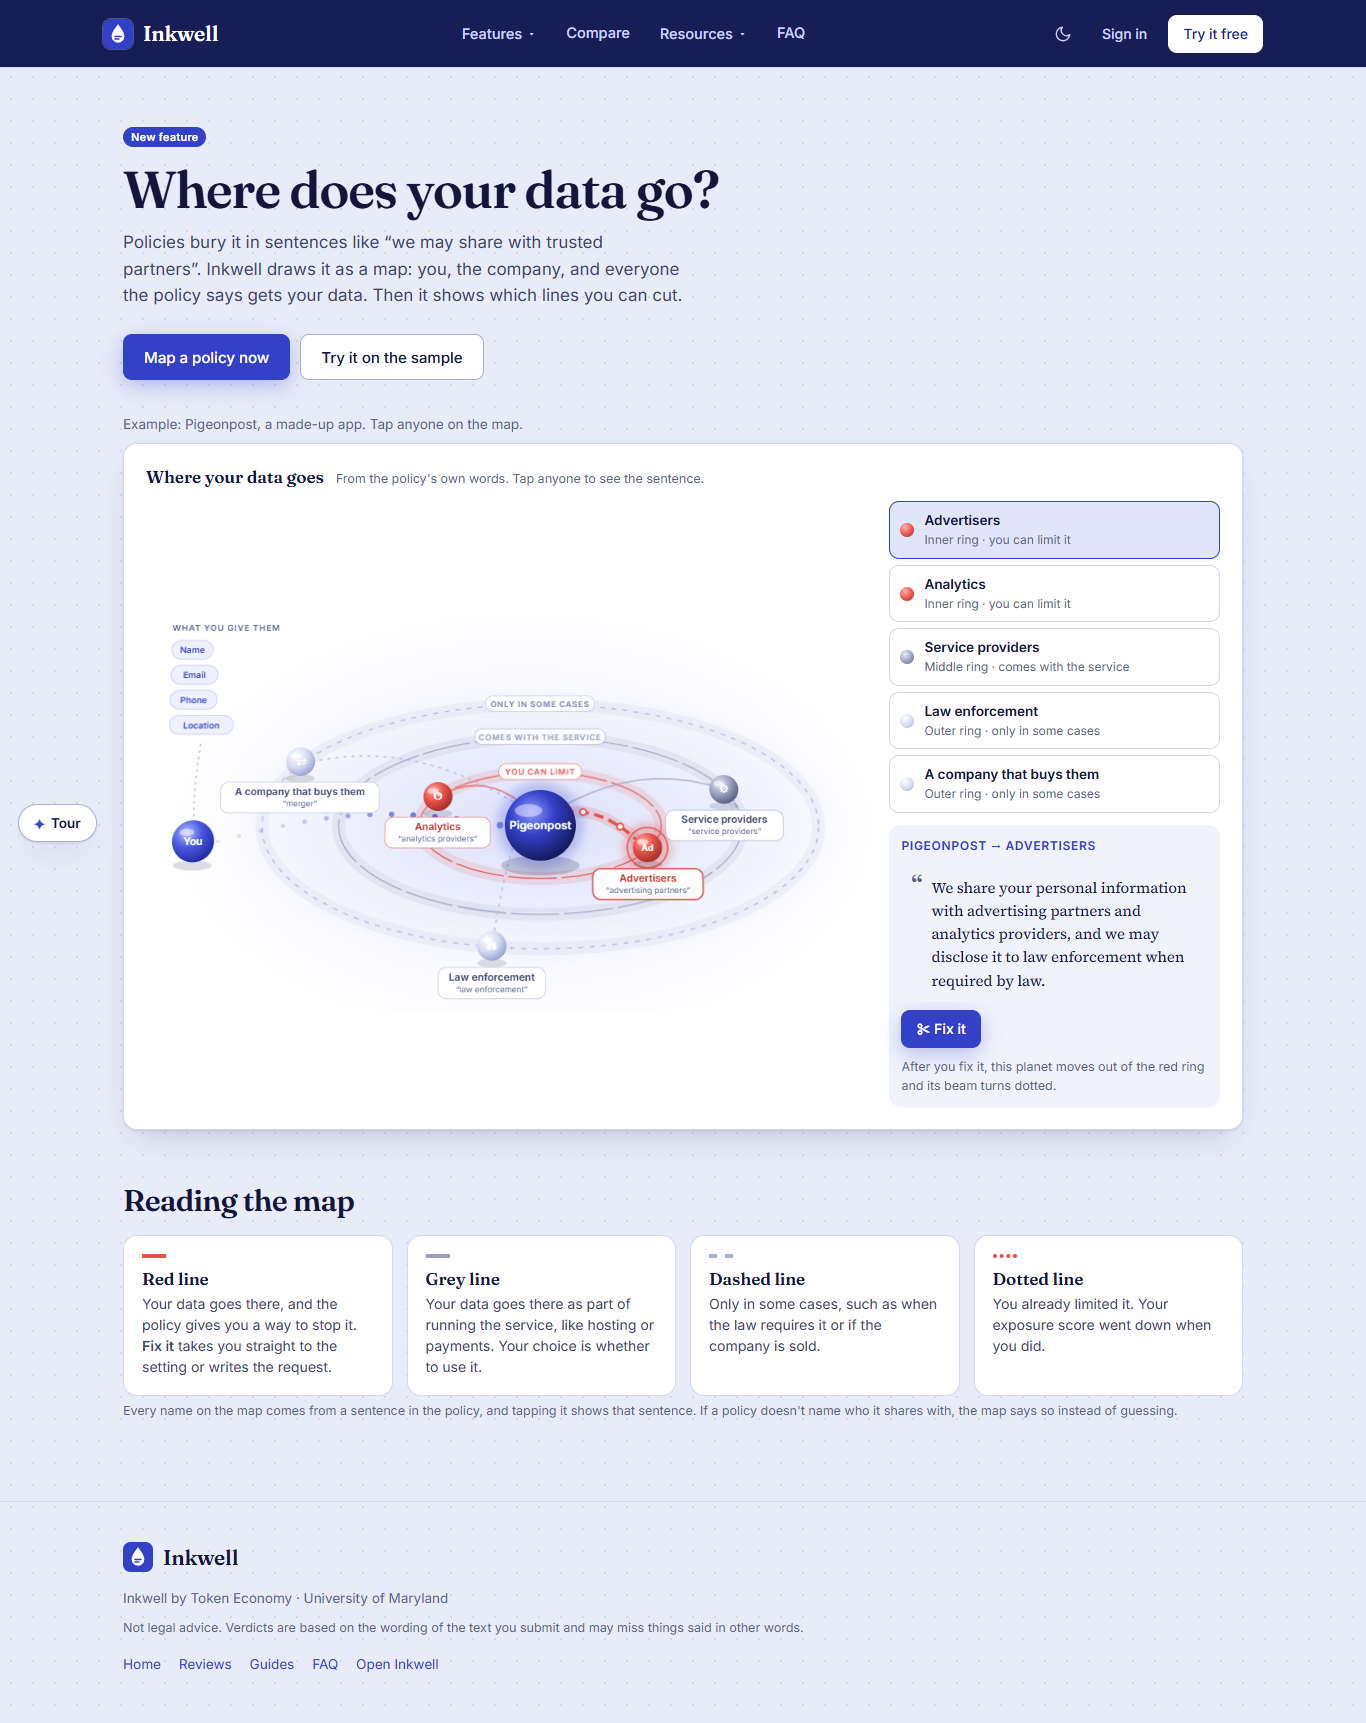 Inkwell
Features
Compare
Resources
FAQ
Sign in
Try it free
New feature
Where does your data go?
Policies bury it in sentences like “we may share with trusted
partners”. Inkwell draws it as a map: you, the company, and everyone
the policy says gets your data. Then it shows which lines you can cut.
Map a policy now
Try it on the sample
Example: Pigeonpost, a made-up app. Tap anyone on the map.
Where your data goes
From the policy's own words. Tap anyone to see the sentence.
WHAT YOU GIVE THEM
Name
Email
Phone
Location
ONLY IN SOME CASES
COMES WITH THE SERVICE
YOU CAN LIMIT
A company that buys them
“merger”
Analytics
“analytics providers”
Pigeonpost
Service providers
“service providers”
You
Ad
Advertisers
“advertising partners”
Law enforcement
“law enforcement”
Advertisers
Inner ring · you can limit it
Analytics
Inner ring · you can limit it
Service providers
Middle ring · comes with the service
Law enforcement
Outer ring · only in some cases
A company that buys them
Outer ring · only in some cases
PIGEONPOST → ADVERTISERS
“ We share your personal information
with advertising partners and
analytics providers, and we may
disclose it to law enforcement when
required by law.
Fix it
After you fix it, this planet moves out of the red ring
and its beam turns dotted.
Tour
Reading the map
Red line
Your data goes there, and the
policy gives you a way to stop it.
Fix it takes you straight to the
setting or writes the request.
Grey line
Your data goes there as part of
running the service, like hosting or
payments. Your choice is whether
to use it.
Dashed line
Only in some cases, such as when
the law requires it or if the
company is sold.
Dotted line
You already limited it. Your
exposure score went down when
you did.
Every name on the map comes from a sentence in the policy, and tapping it shows that sentence. If a policy doesn't name who it shares with, the map says so instead of guessing.
Inkwell
Inkwell by Token Economy · University of Maryland
Not legal advice. Verdicts are based on the wording of the text you submit and may miss things said in other words.
Home
Reviews
Guides
FAQ
Open Inkwell